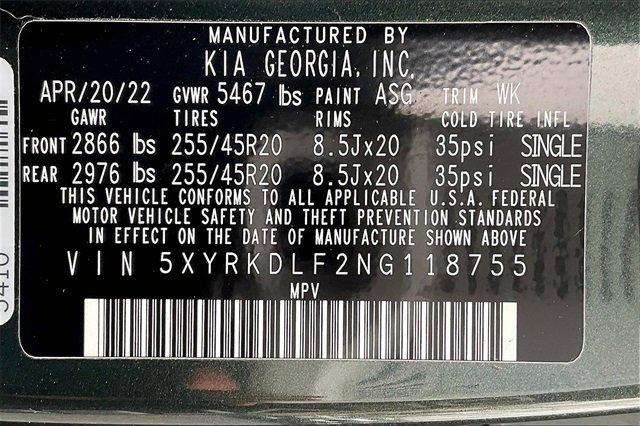 MANUFACTURED BY
KIA GEORGIA, INC.
APR/20/22 GVWR 5467 lbs PAINT ASG TRIM WK
GAWR TIRES RIMS COLD TIRE INFL
FRONT 2866 lbs 255/45R20 8.5Jx20 35psi SINGLE
REAR 2976 lbs 255/45R20 8.5Jx20 35psi SINGLE
THIS VEHICLE CONFORMS TO ALL APPLICABLE U.S.A. FEDERAL
MOTOR VEHICLE SAFETY AND THEFT PREVENTION STANDARDS
IN EFFECT ON THE DATE OF MANUFACTURE SHOWN ABOVE
VIN 5XYRKDLF2NG118755
MPV